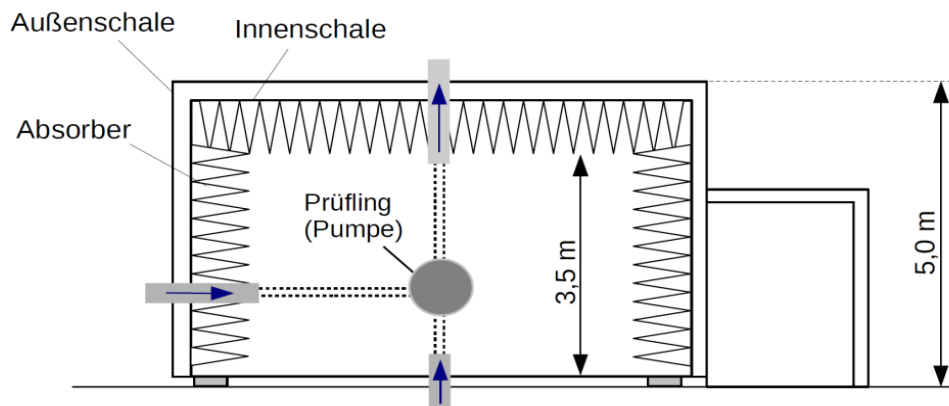 Außenschale
Innenschale
Absorber
Prüfling
(Pumpe)
3,5 m
5,0 m